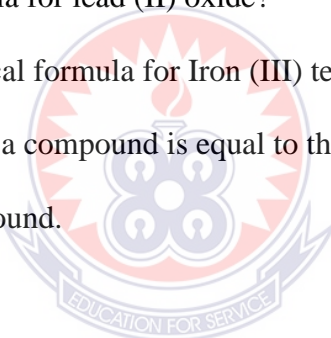 la for lead (II) oxide?
cal formula for Iron (III) te
a compound is equal to th
ound.
EDUCATION FOR SERVICE